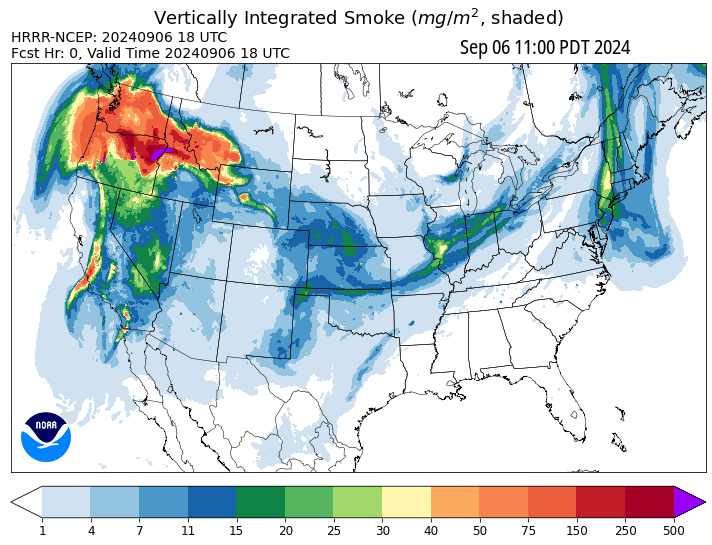 Vertically Integrated Smoke (mg/m², shaded)
HRRR-NCEP: 20240906 18 UTC
Fcst Hr: 0, Valid Time 20240906 18 UTC
Sep 06 11:00 PDT 2024
NOAA
1 4 7 11 15 20 25 30 40 50 75 150 250 500